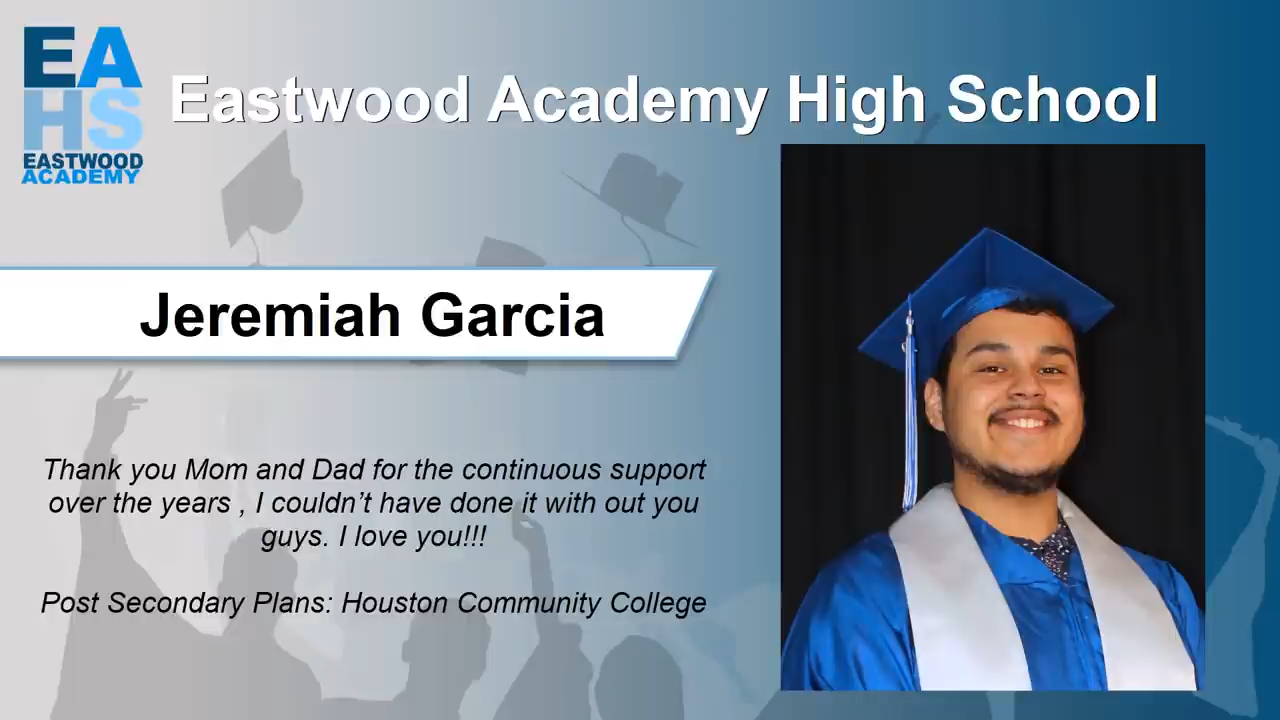 EA
HS
EASTWOOD
ACADEMY
Eastwood Academy High School
Jeremiah Garcia
Thank you Mom and Dad for the continuous support
over the years , I couldn’t have done it with out you
guys. I love you!!!
Post Secondary Plans: Houston Community College